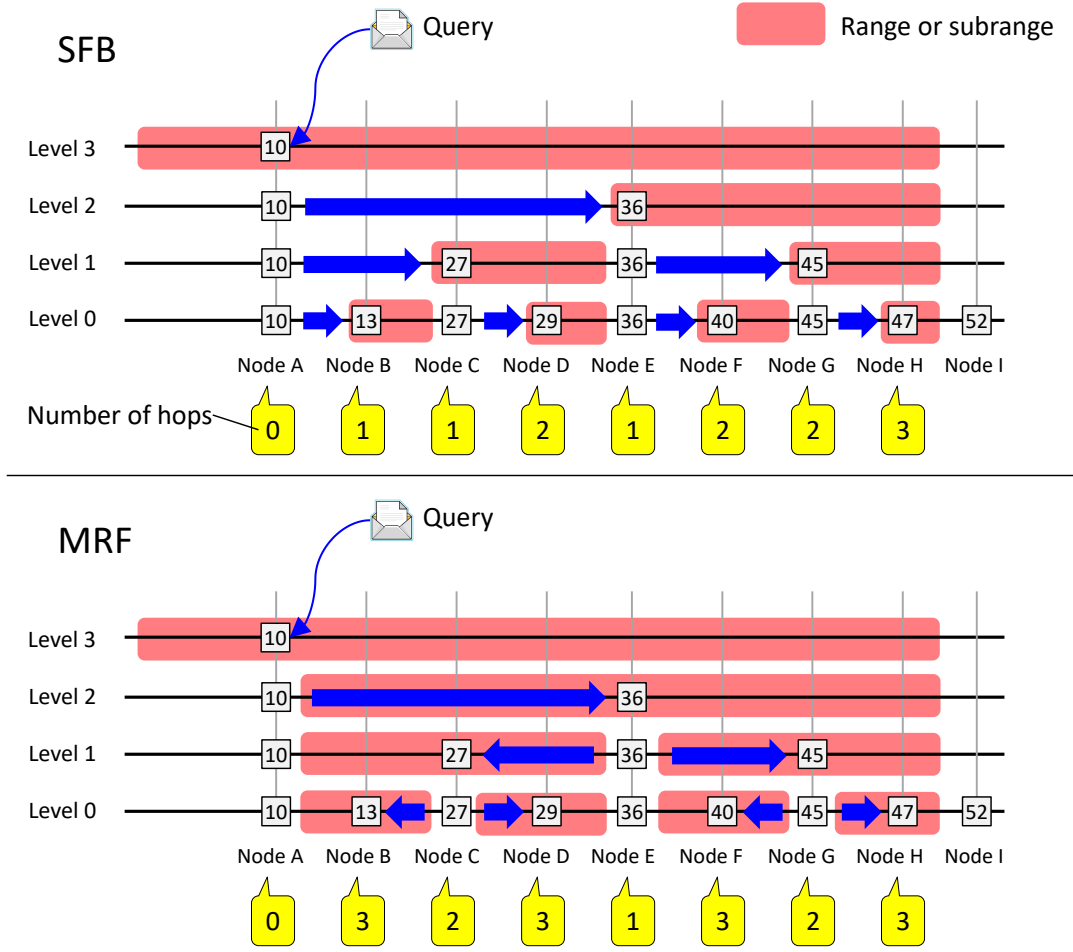 Query
Range or subrange
SFB
Level 3
10
Level 2
10 36
Level 1
10 27 36 45
Level 0
10 13 27 29 36 40 45 47 52
Node A Node B Node C Node D Node E Node F Node G Node H Node I
Number of hops
0 1 1 2 1 2 2 3
Query
MRF
Level 3
10
Level 2
10 36
Level 1
10 27 36 45
Level 0
10 13 27 29 36 40 45 47 52
Node A Node B Node C Node D Node E Node F Node G Node H Node I
0 3 2 3 1 3 2 3